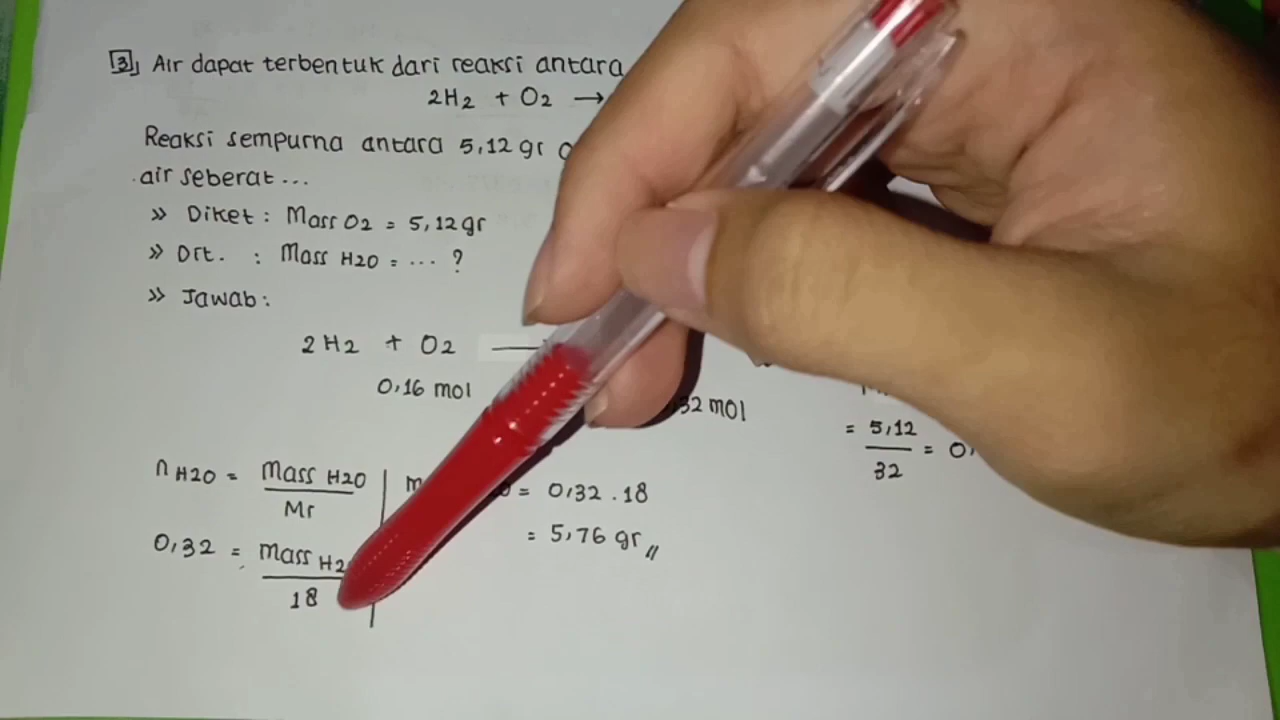 3 Air dapat terbentuk dari reaksi antara
2H2 + O2 →
Reaksi sempurna antara 5,12 gr
air seberat...
» Diket : Mass O2 = 5,12 gr
» Dit. : Mass H2O = ... ?
» Jawab :
2H2 + O2
0,16 mol
32 mol
= 5,12
32
= 0,
n H2O = Mass H2O
Mr
0,32 = Mass H2
18
= 0,32 . 18
= 5,76 gr